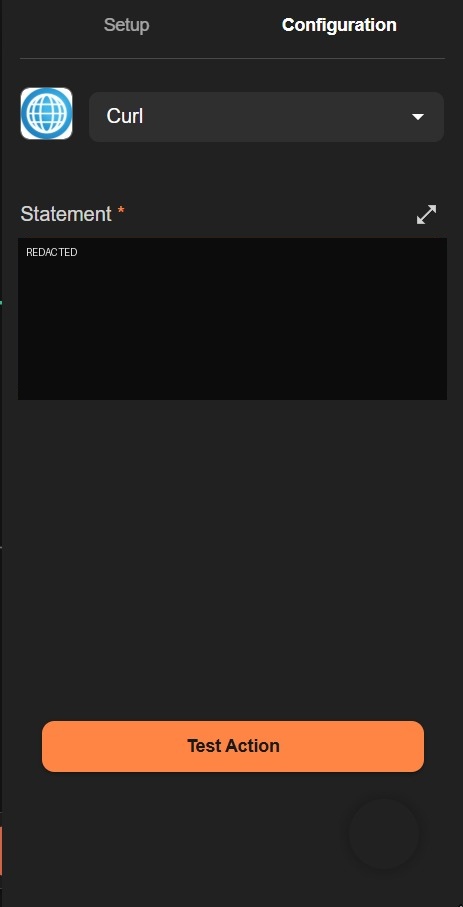 Setup Configuration
Curl
Statement *
REDACTED
Test Action